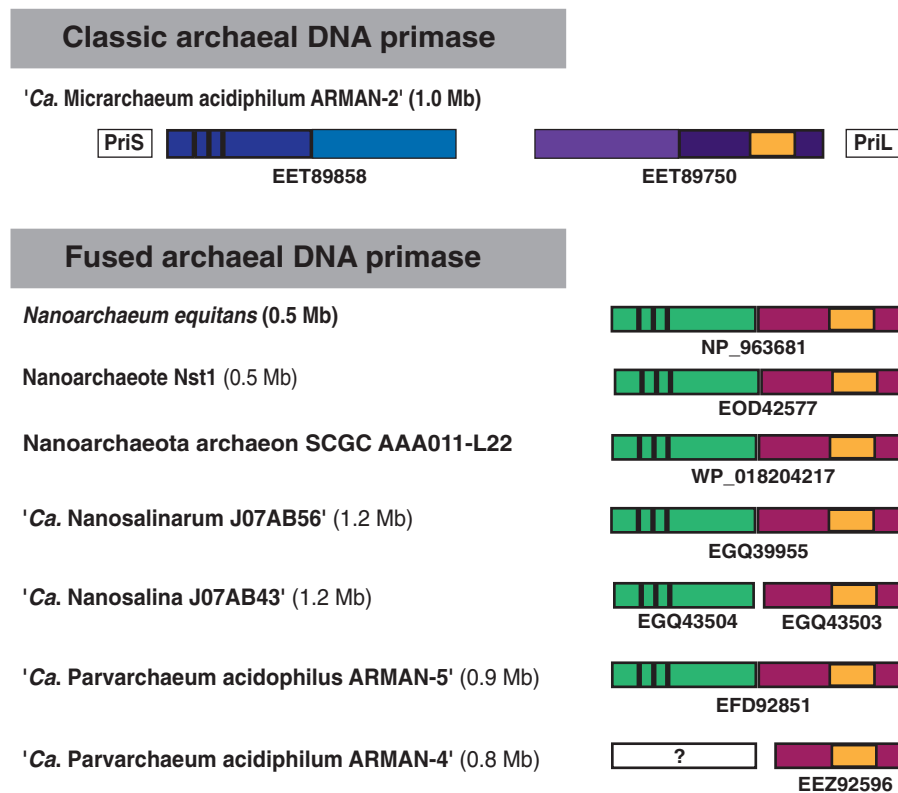 Classic archaeal DNA primase
'Ca. Micrarchaeum acidiphilum ARMAN-2' (1.0 Mb)
PriS PriL
EET89858 EET89750
Fused archaeal DNA primase
Nanoarchaeum equitans (0.5 Mb)
NP_963681
Nanoarchaeote Nst1 (0.5 Mb)
EOD42577
Nanoarchaeota archaeon SCGC AAA011-L22
WP_018204217
'Ca. Nanosalinarum J07AB56' (1.2 Mb)
EGQ39955
'Ca. Nanosalina J07AB43' (1.2 Mb)
EGQ43504 EGQ43503
'Ca. Parvarchaeum acidophilus ARMAN-5' (0.9 Mb)
EFD92851
'Ca. Parvarchaeum acidiphilum ARMAN-4' (0.8 Mb)
?
EEZ92596